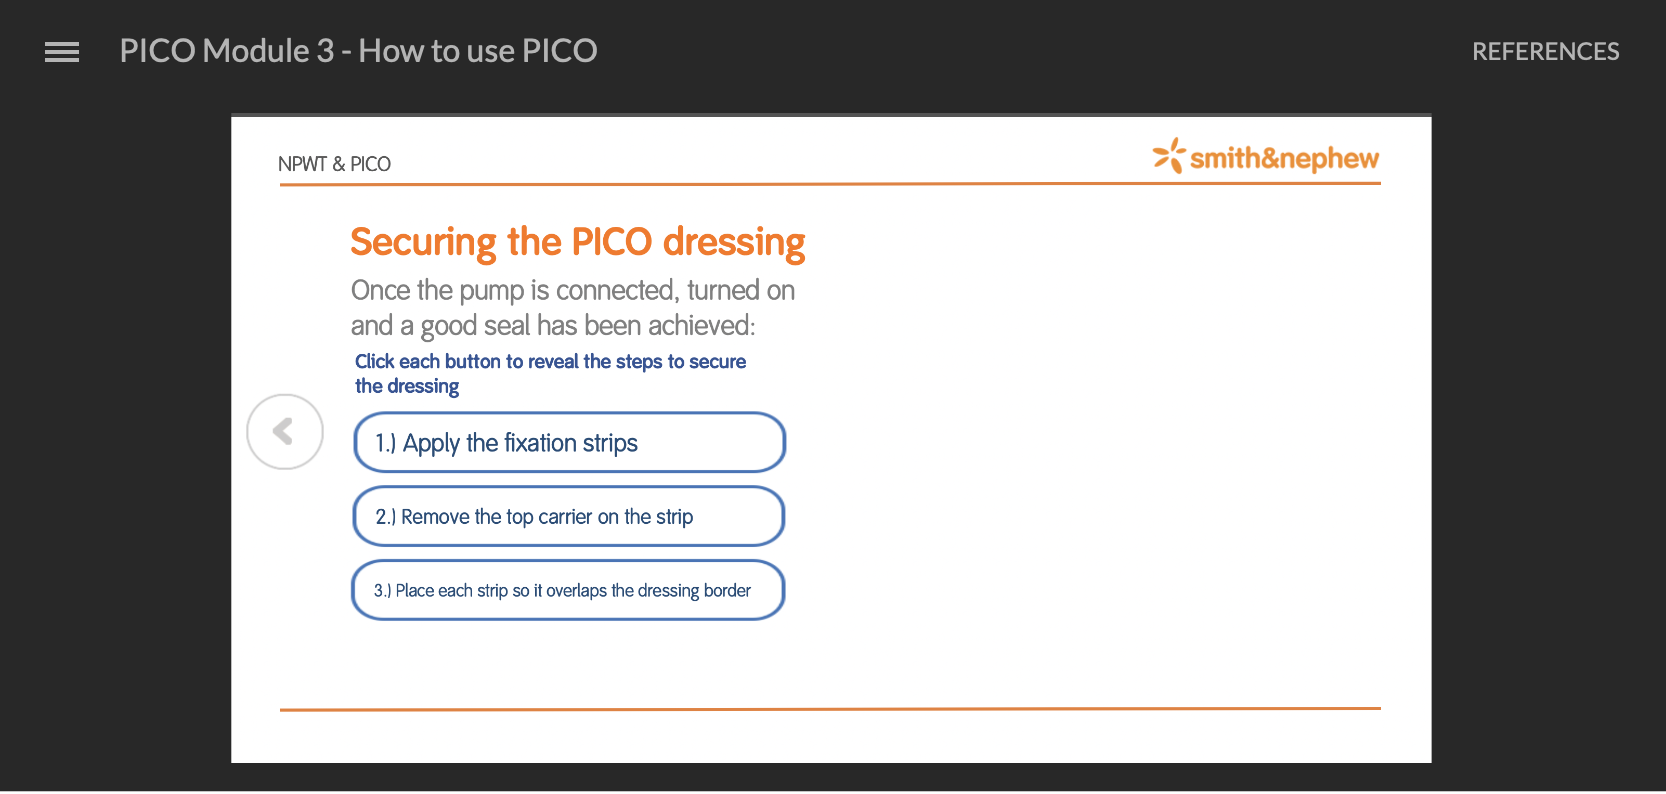 PICO Module 3 - How to use PICO
REFERENCES
NPWT & PICO
smith&nephew
Securing the PICO dressing
Once the pump is connected, turned on
and a good seal has been achieved:
Click each button to reveal the steps to secure
the dressing
1.) Apply the fixation strips
2.) Remove the top carrier on the strip
3.) Place each strip so it overlaps the dressing border